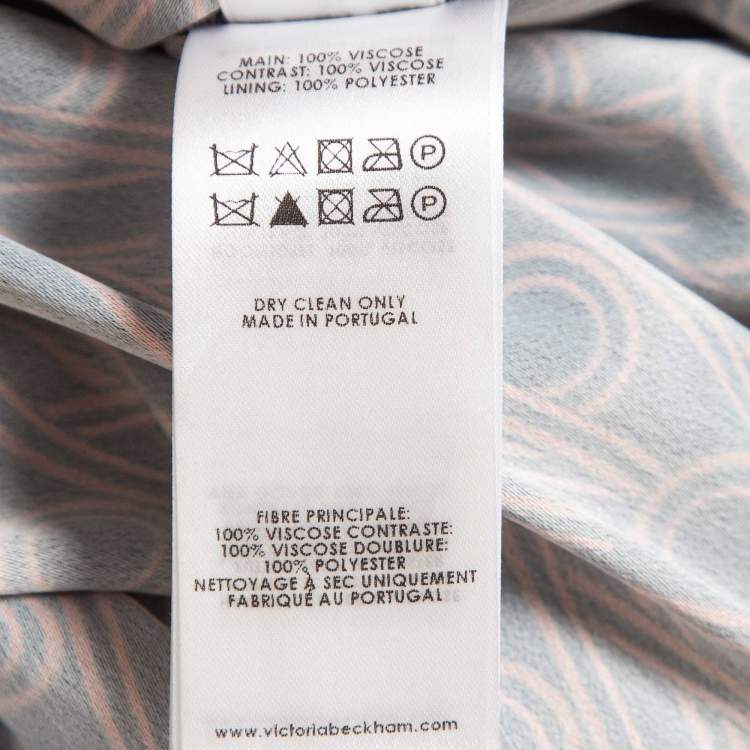 MAIN: 100% VISCOSE
CONTRAST: 100% VISCOSE
LINING: 100% POLYESTER
P
P
DRY CLEAN ONLY
MADE IN PORTUGAL
FIBRE PRINCIPALE:
100% VISCOSE CONTRASTE:
100% VISCOSE DOUBLURE:
100% POLYESTER
NETTOYAGE À SEC UNIQUEMENT
FABRIQUÉ AU PORTUGAL
www.victoriabeckham.com